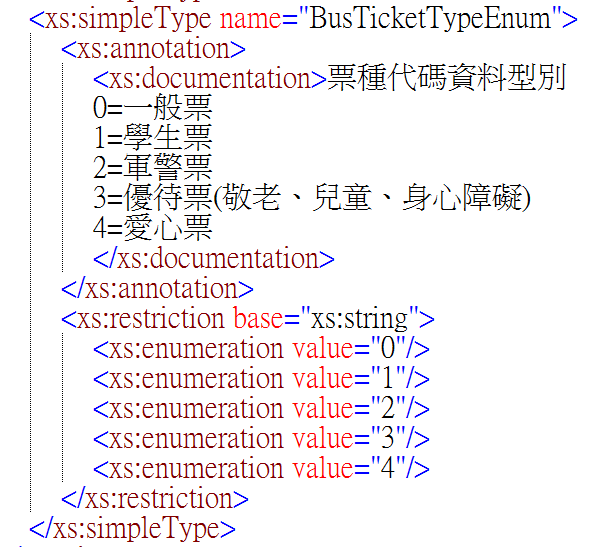 <xs:simpleType name="BusTicketTypeEnum">
<xs:annotation>
<xs:documentation>票種代碼資料型別
0=一般票
1=學生票
2=軍警票
3=優待票(敬老、兒童、身心障礙)
4=愛心票
</xs:documentation>
</xs:annotation>
<xs:restriction base="xs:string">
<xs:enumeration value="0"/>
<xs:enumeration value="1"/>
<xs:enumeration value="2"/>
<xs:enumeration value="3"/>
<xs:enumeration value="4"/>
</xs:restriction>
</xs:simpleType>